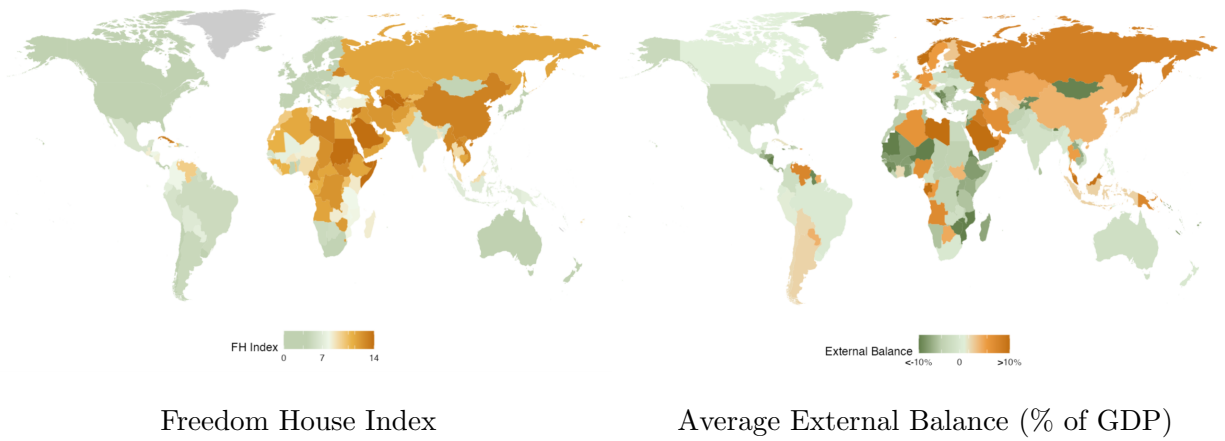 FH Index
0 7 14
External Balance
<-10% 0 >10%
Freedom House Index
Average External Balance (% of GDP)